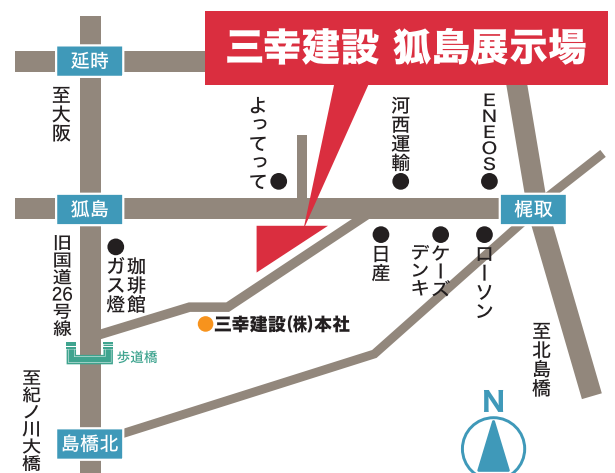 三幸建設 狐島展示場
延時
至大阪
よってって
河西運輸
ENEOS
狐島
梶取
旧国道26号線
珈琲館
ガス燈
日産
ケーズ
デンキ
ローソン
三幸建設(株)本社
歩道橋
至北島橋
至紀ノ川大橋
島橋北
N